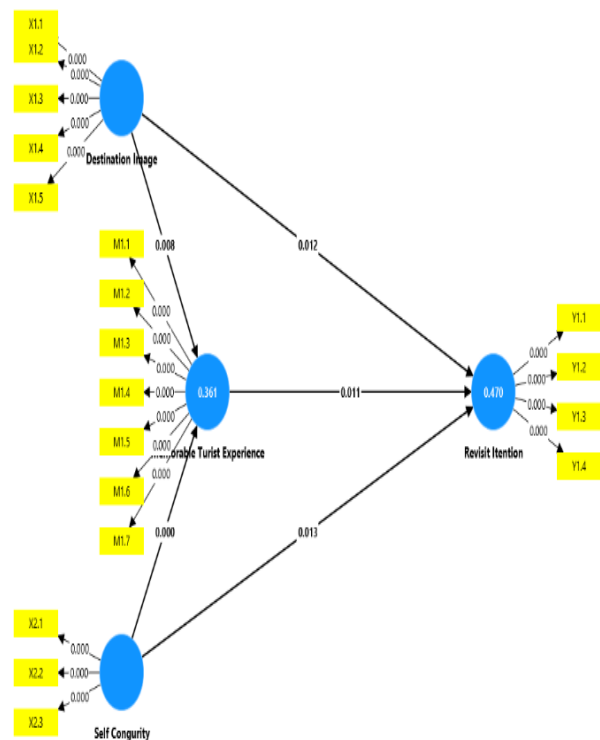 X1.1
X1.2
X1.3
X1.4
X1.5
0.000
0.000
0.000
0.000
0.000
Destination Image
0.008
0.012
M1.1
M1.2
M1.3
M1.4
M1.5
M1.6
M1.7
0.000
0.000
0.000
0.000
0.000
0.000
0.000
0.361
Turist Experience
0.011
0.470
Revisit Itention
Y1.1
Y1.2
Y1.3
Y1.4
0.000
0.000
0.000
0.000
0.000
0.013
X2.1
X2.2
X2.3
0.000
0.000
0.000
Self Congurity